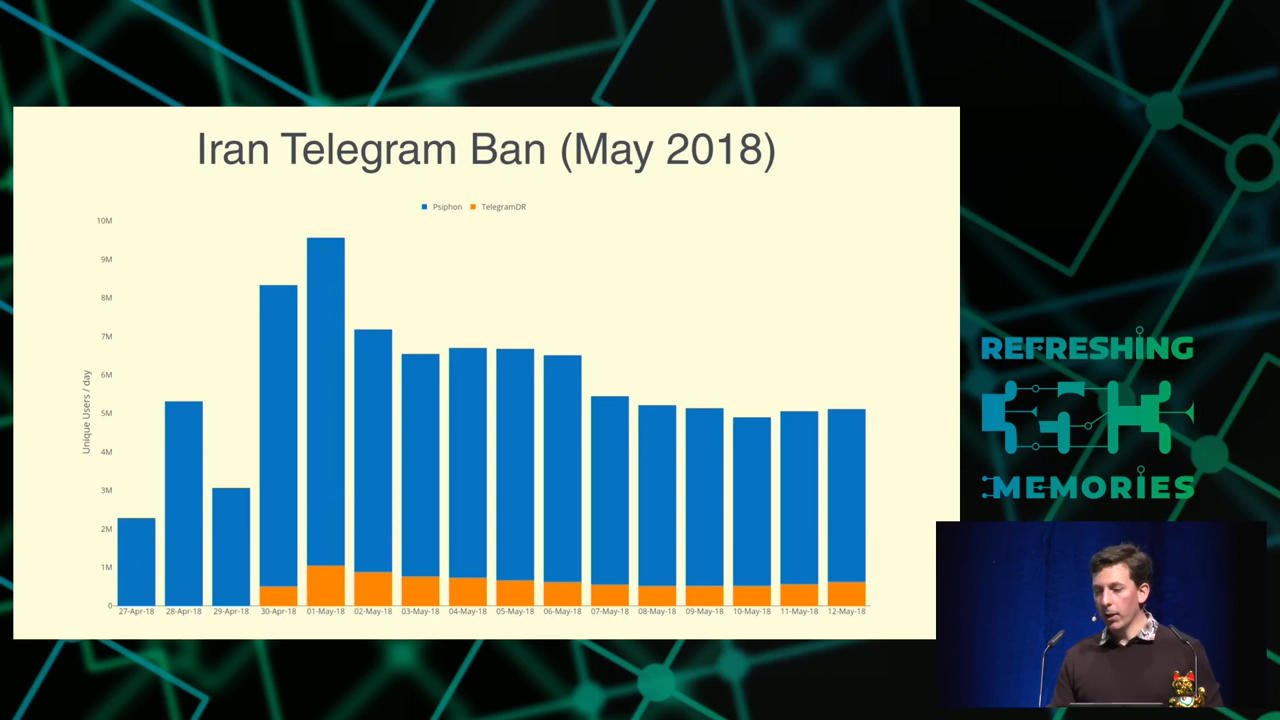 Iran Telegram Ban (May 2018)
Psiphon TelegramDR
10M
9M
8M
7M
6M
5M
4M
3M
2M
1M
0
Unique Users / day
27-Apr-18 28-Apr-18 29-Apr-18 30-Apr-18 01-May-18 02-May-18 03-May-18 04-May-18 05-May-18 06-May-18 07-May-18 08-May-18 09-May-18 10-May-18 11-May-18 12-May-18
REFRESHING
MEMORIES